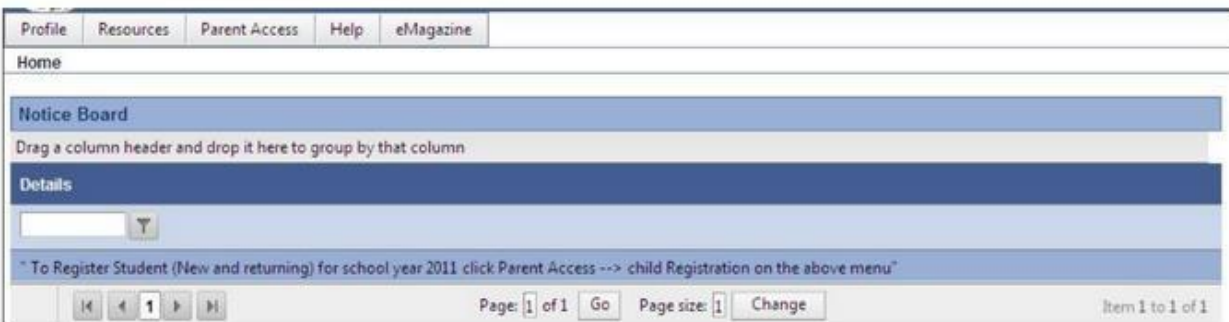 Profile Resources Parent Access Help eMagazine
Home
Notice Board
Drag a column header and drop it here to group by that column
Details
" To Register Student (New and returning) for school year 2011 click Parent Access --> child Registration on the above menu"
1 Page: 1 of 1 Go Page size: 1 Change Item 1 to 1 of 1